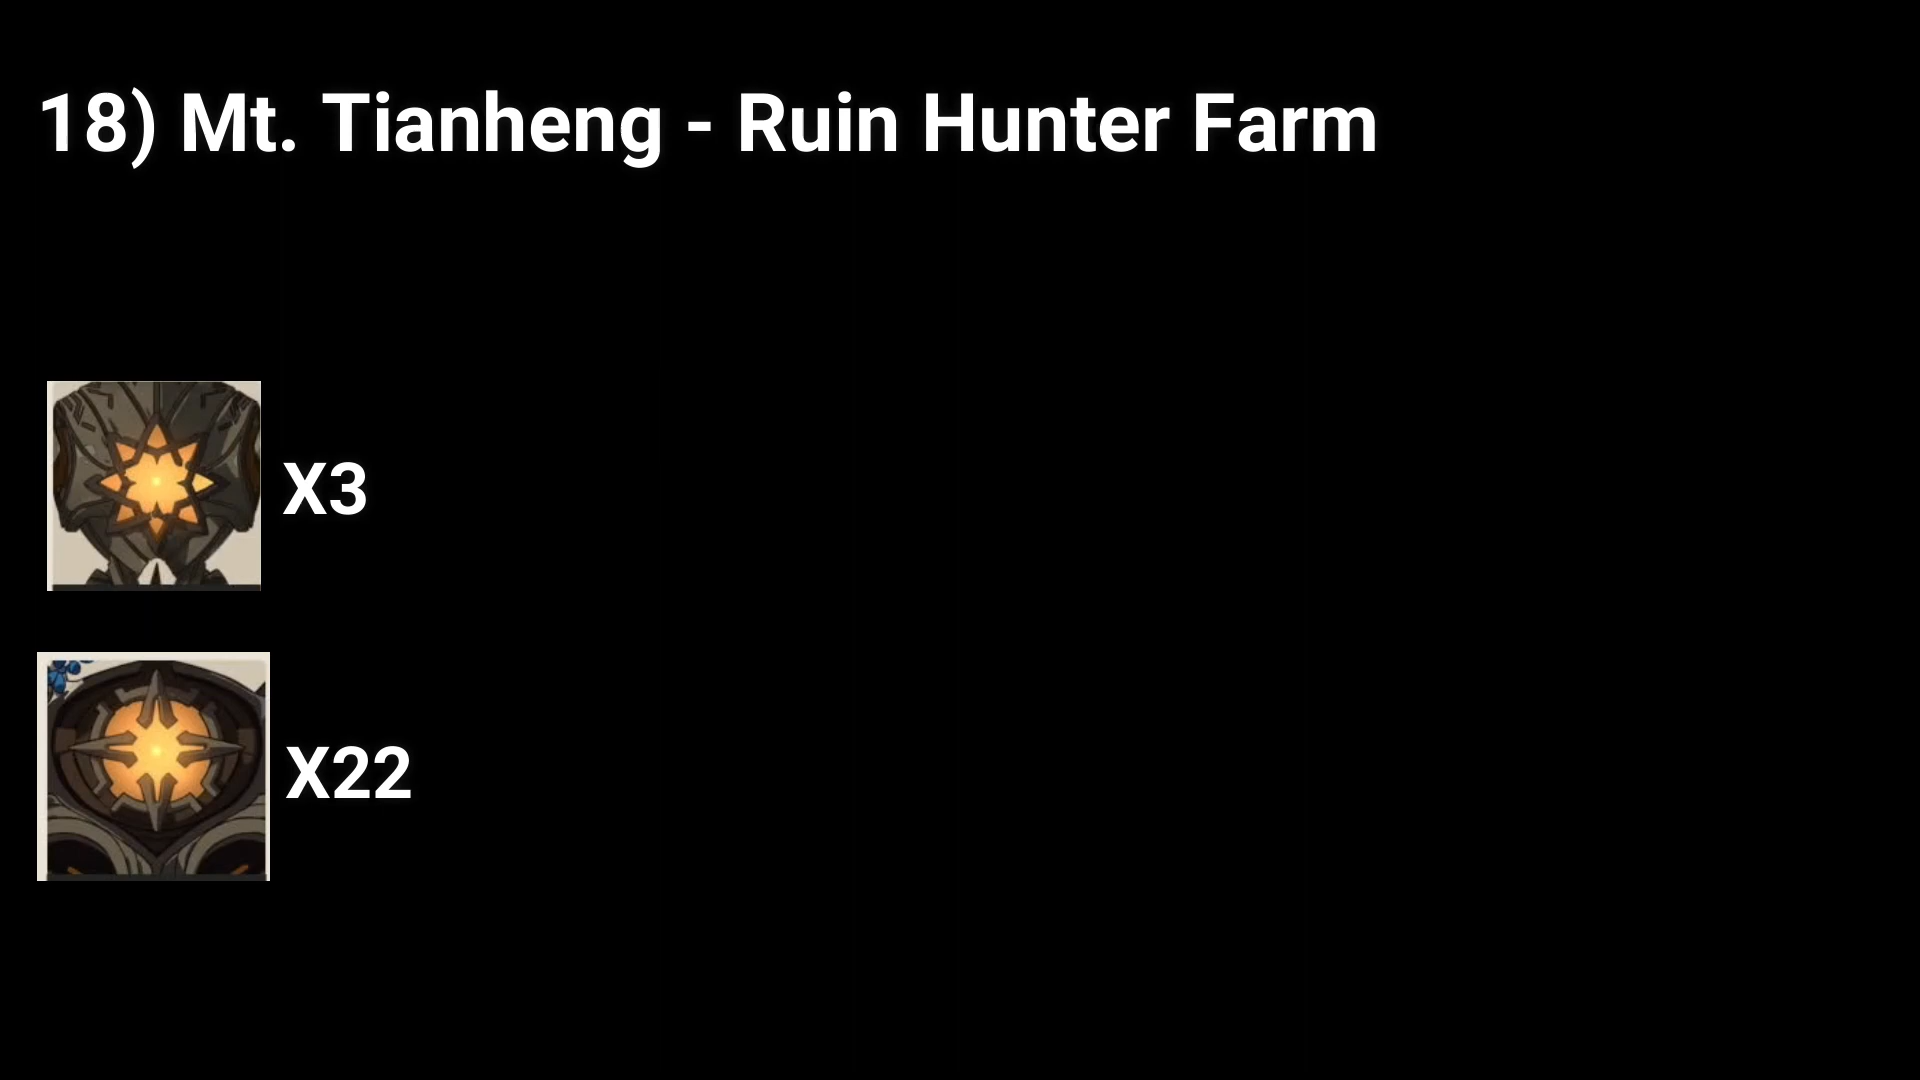 18) Mt. Tianheng - Ruin Hunter Farm
X3
X22